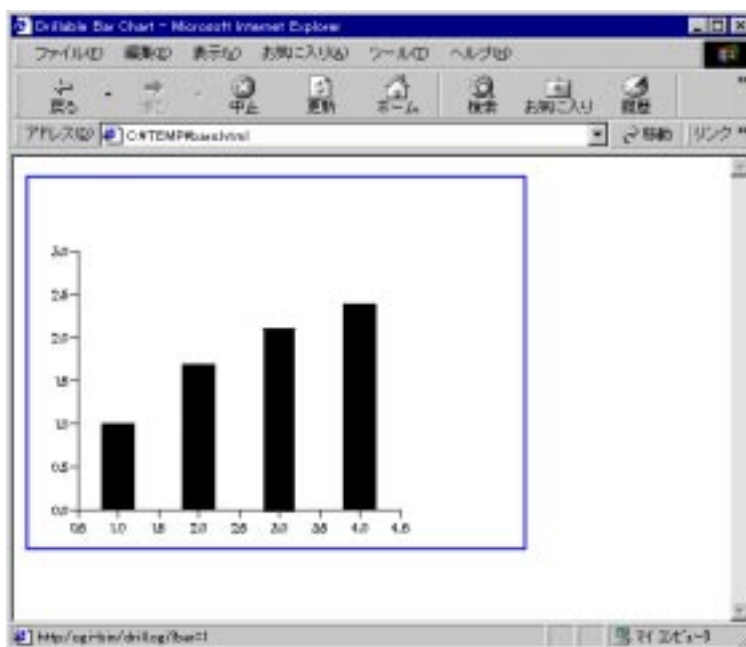 Drillable Bar Chart - Microsoft Internet Explorer
ファイル(F) 編集(E) 表示(V) お気に入り(A) ツール(T) ヘルプ(H)
戻る 中止 更新 ホーム 検索 お気に入り 履歴
アドレス(D) 移動 リンク
3.0
2.5
2.0
1.5
1.0
0.5
0.0
0.5 1.0 1.5 2.0 2.5 3.0 3.5 4.0 4.5
マイ コンピュータ